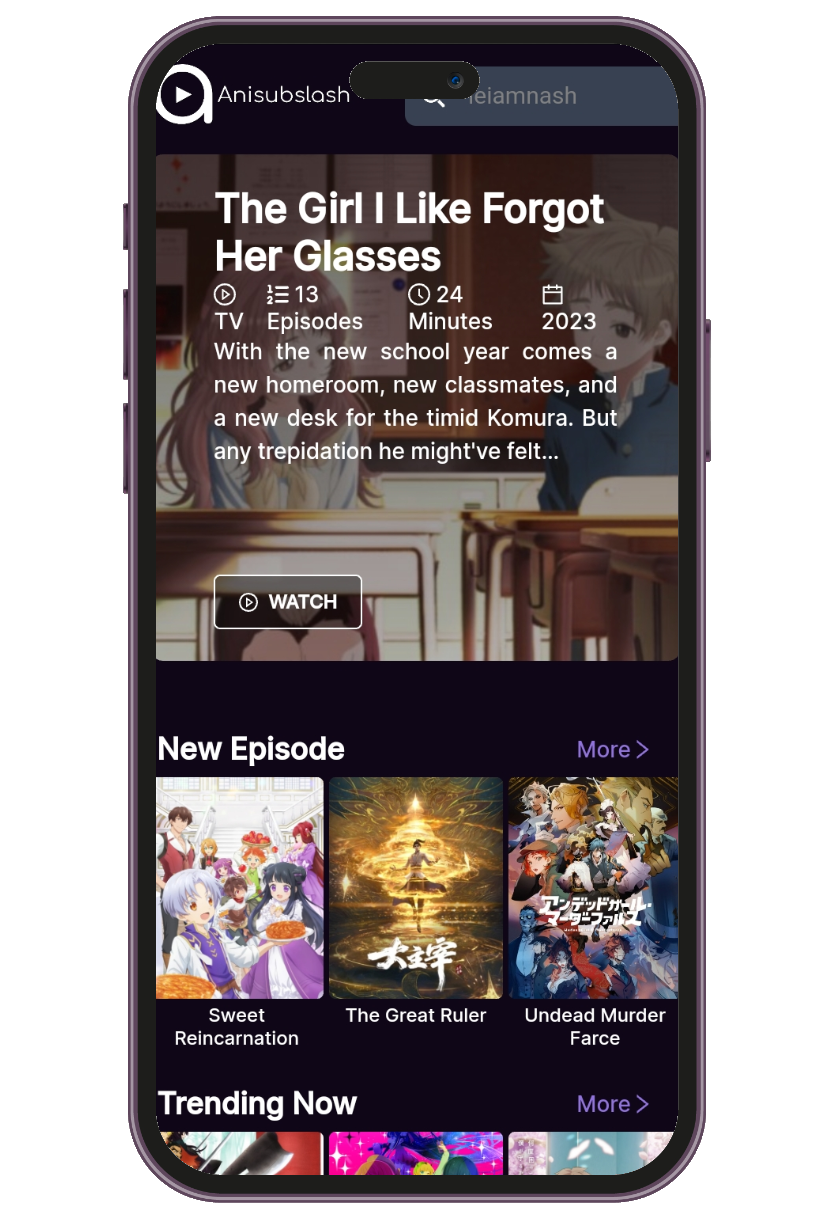 Anisubslash
eiamnash
The Girl I Like Forgot
Her Glasses
TV
13
Episodes
24
Minutes
2023
With the new school year comes a
new homeroom, new classmates, and
a new desk for the timid Komura. But
any trepidation he might've felt...
WATCH
New Episode
More
大主宰
アンデッドガール・
マーダーファルス
Sweet
Reincarnation
The Great Ruler
Undead Murder
Farce
Trending Now
More